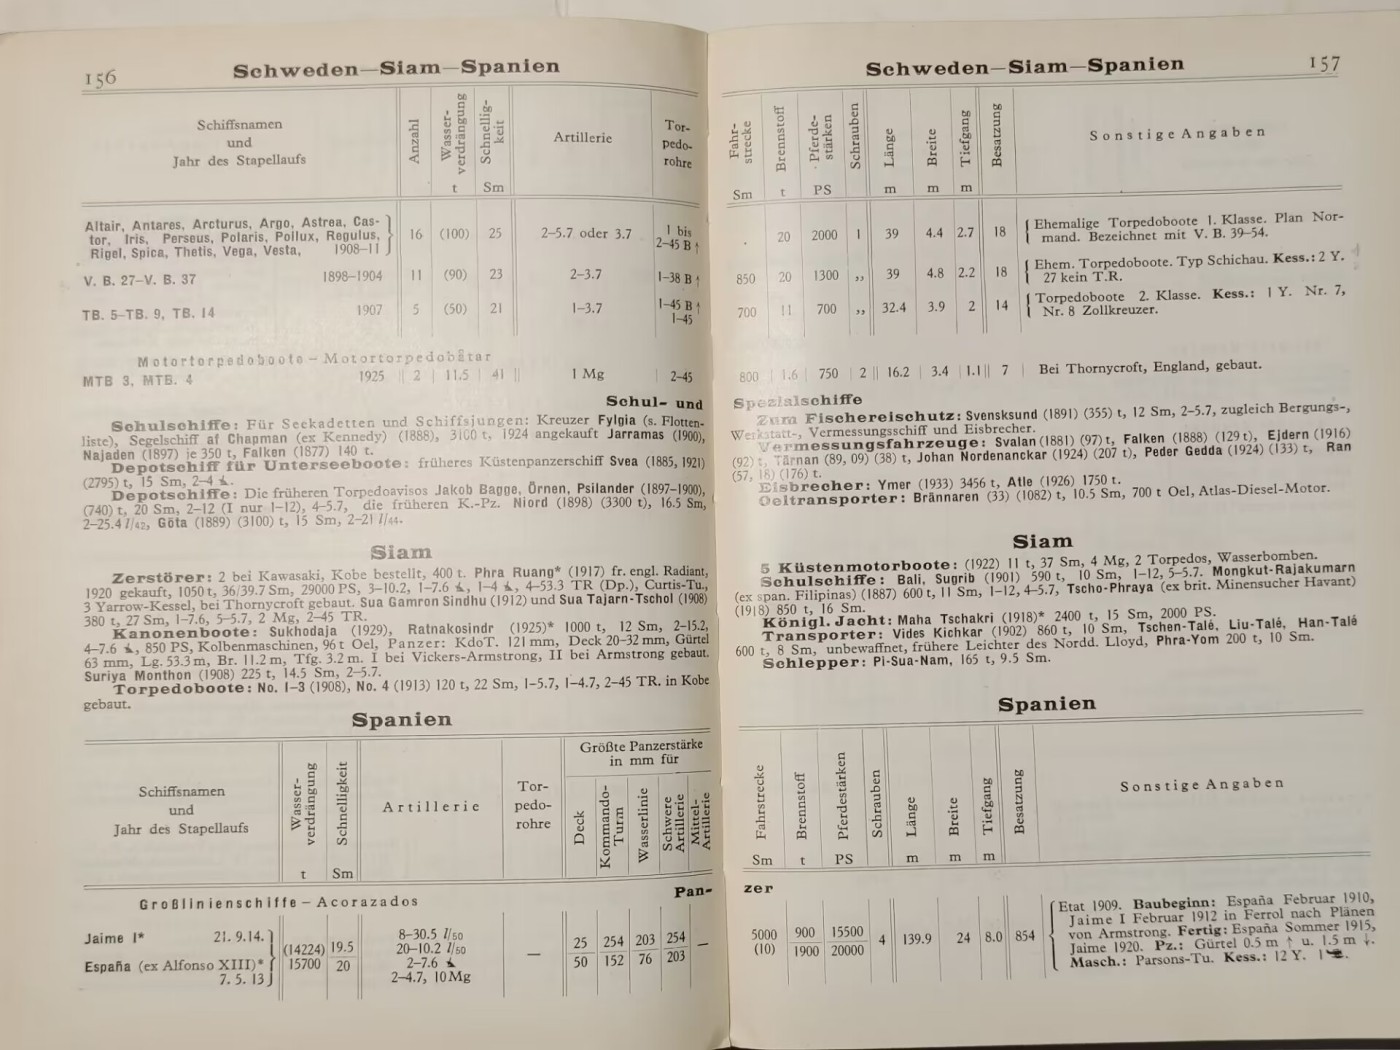 156
Schweden—Siam—Spanien
Schiffsnamen
und
Jahr des Stapellaufs
Anzahl
Wasser-
verdrängung
t
Schnellig-
keit
Sm
Artillerie
Tor-
pedo-
rohre
Altair, Antares, Arcturus, Argo, Astrea, Cas-
tor, Iris, Perseus, Polaris, Pollux, Regulus,
Rigel, Spica, Thetis, Vega, Vesta, 1908–11
16 (100) 25 2–5.7 oder 3.7 1 bis
2–45 B ↑
V. B. 27–V. B. 37 1898–1904 11 (90) 23 2–3.7 1–38 B ↑
TB. 5–TB. 9, TB. 14 1907 5 (50) 21 1–3.7 1–45 B ↑
1–45
Motortorpedoboote – Motortorpedobåtar
MTB 3, MTB. 4 1925 2 11.5 41 1 Mg 2–45
Schul- und
Schulschiffe: Für Seekadetten und Schiffsjungen: Kreuzer Fylgia (s. Flotten-
liste), Segelschiff af Chapman (ex Kennedy) (1888), 3100 t, 1924 angekauft Jarramas (1900),
Najaden (1897) je 350 t, Falken (1877) 140 t.
Depotschiff für Unterseeboote: früheres Küstenpanzerschiff Svea (1885, 1921)
(2795) t, 15 Sm, 2–4
Depotschiffe: Die früheren Torpedoavisos Jakob Bagge, Örnen, Psilander (1897–1900),
(740) t, 20 Sm, 2–12 (I nur 1–12), 4–5.7, die früheren K.-Pz. Niord (1898) (3300 t), 16.5 Sm,
2–25.4 l/42, Göta (1889) (3100) t, 15 Sm, 2–21 l/44.
Siam
Zerstörer: 2 bei Kawasaki, Kobe bestellt, 400 t. Phra Ruang* (1917) fr. engl. Radiant,
1920 gekauft, 1050 t, 36/39.7 Sm, 29000 PS, 3–10.2, 1–7.6, 1–4, 4–53.3 TR (Dp.), Curtis-Tu.,
3 Yarrow-Kessel, bei Thornycroft gebaut. Sua Gamron Sindhu (1912) und Sua Tajarn-Tschol (1908)
380 t, 27 Sm, 1–7.6, 5–5.7, 2 Mg, 2–45 TR.
Kanonenboote: Sukhodaja (1929), Ratnakosindr (1925)* 1000 t, 12 Sm, 2–15.2,
4–7.6, 850 PS, Kolbenmaschinen, 96 t Oel, Panzer: KdoT. 121 mm, Deck 20–32 mm, Gürtel
63 mm, Lg. 53.3 m, Br. 11.2 m, Tfg. 3.2 m. I bei Vickers-Armstrong, II bei Armstrong gebaut.
Suriya Monthon (1908) 225 t, 14.5 Sm, 2–5.7.
Torpedoboote: No. 1–3 (1908), No. 4 (1913) 120 t, 22 Sm, 1–5.7, 1–4.7, 2–45 TR. in Kobe
gebaut.
Spanien
Schiffsnamen
und
Jahr des Stapellaufs
Wasser-
verdrängung
t
Schnelligkeit
Sm
Artillerie
Tor-
pedo-
rohre
Größte Panzerstärke
in mm für
Deck
Kommando-
Turm
Wasserlinie
Schwere
Artillerie
Mittel-
Artillerie
Pan-
Großlinienschiffe – Acorazados
Jaime I* 21. 9. 14.
España (ex Alfonso XIII)*
7. 5. 13
(14224) 19.5
15700 20
8–30.5 l/50
20–10.2 l/50
2–7.6
2–4.7, 10 Mg
—
25 254 203 254 —
50 152 76 203
Schweden—Siam—Spanien
157
Fahr-
strecke
Sm
Brennstoff
t
Pferde-
stärken
PS
Schrauben
Länge
m
Breite
m
Tiefgang
m
Besatzung
Sonstige Angaben
. 20 2000 1 39 4.4 2.7 18 Ehemalige Torpedoboote 1. Klasse. Plan Nor-
mand. Bezeichnet mit V. B. 39–54.
850 20 1300 ,, 39 4.8 2.2 18 Ehem. Torpedoboote. Typ Schichau. Kess.: 2 Y.
27 kein T.R.
700 11 700 ,, 32.4 3.9 2 14 Torpedoboote 2. Klasse. Kess.: 1 Y. Nr. 7,
Nr. 8 Zollkreuzer.
800 1.6 750 2 16.2 3.4 1.1 7 Bei Thornycroft, England, gebaut.
Spezialschiffe
Zum Fischereischutz: Svensksund (1891) (355) t, 12 Sm, 2–5.7, zugleich Bergungs-,
Werkstatt-, Vermessungsschiff und Eisbrecher.
Vermessungsfahrzeuge: Svalan (1881) (97) t, Falken (1888) (129 t), Ejdern (1916)
(92) t, Tärnan (89, 09) (38) t, Johan Nordenanckar (1924) (207 t), Peder Gedda (1924) (133) t, Ran
(57, 18) (176) t.
Eisbrecher: Ymer (1933) 3456 t, Atle (1926) 1750 t.
Oeltransporter: Brännaren (33) (1082) t, 10.5 Sm, 700 t Oel, Atlas-Diesel-Motor.
Siam
5 Küstenmotorboote: (1922) 11 t, 37 Sm, 4 Mg, 2 Torpedos, Wasserbomben.
Schulschiffe: Bali, Sugrib (1901) 590 t, 10 Sm, 1–12, 5–5.7. Mongkut-Rajakumarn
(ex span. Filipinas) (1887) 600 t, 11 Sm, 1–12, 4–5.7, Tscho-Phraya (ex brit. Minensucher Havant)
(1918) 850 t, 16 Sm.
Königl. Jacht: Maha Tschakri (1918)* 2400 t, 15 Sm, 2000 PS.
Transporter: Vides Kichkar (1902) 860 t, 10 Sm, Tschen-Talé, Liu-Talé, Han-Talé
600 t, 8 Sm, unbewaffnet, frühere Leichter des Nordd. Lloyd, Phra-Yom 200 t, 10 Sm.
Schlepper: Pi-Sua-Nam, 165 t, 9.5 Sm.
Spanien
Fahrstrecke
Sm
Brennstoff
t
Pferdestärken
PS
Schrauben
Länge
m
Breite
m
Tiefgang
m
Besatzung
Sonstige Angaben
zer
5000 900 15500 4 139.9 24 8.0 854
(10) 1900 20000
Etat 1909. Baubeginn: España Februar 1910,
Jaime I Februar 1912 in Ferrol nach Plänen
von Armstrong. Fertig: España Sommer 1915,
Jaime 1920. Pz.: Gürtel 0.5 m ↑ u. 1.5 m ↓.
Masch.: Parsons-Tu. Kess.: 12 Y.